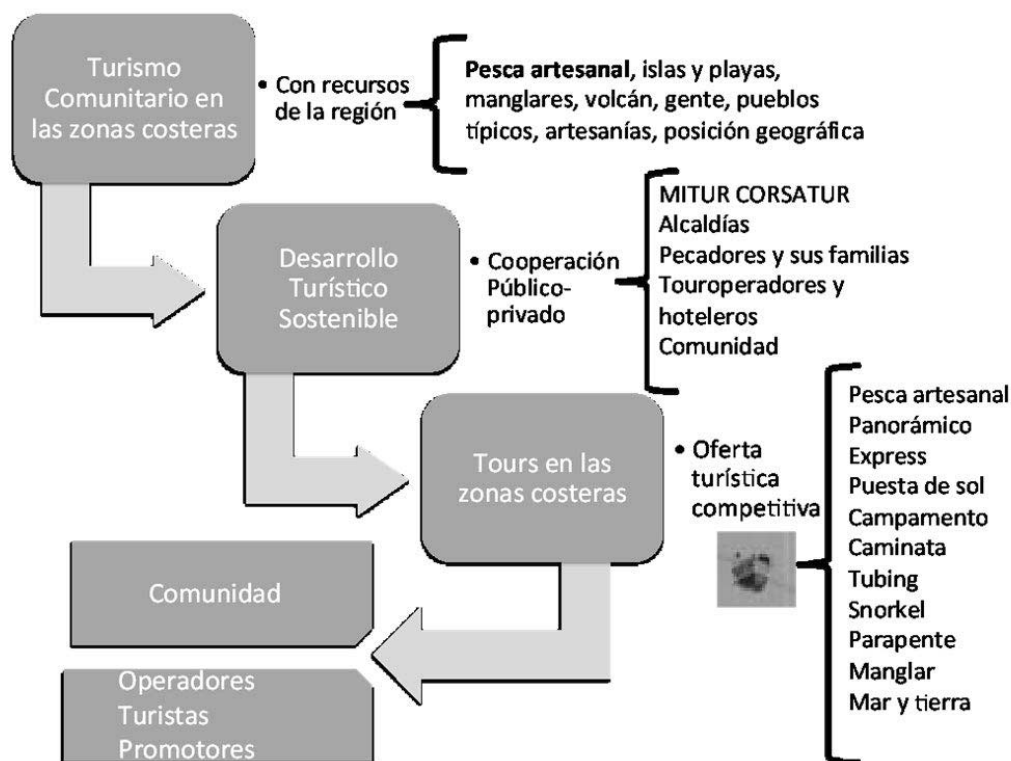 Turismo
Comunitario en
las zonas costeras
• Con recursos
de la región
Pesca artesanal, islas y playas,
manglares, volcán, gente, pueblos
típicos, artesanías, posición geográfica
Desarrollo
Turístico
Sostenible
• Cooperación
Público-
privado
MITUR CORSATUR
Alcaldías
Pecadores y sus familias
Touroperadores y
hoteleros
Comunidad
Tours en las
zonas costeras
• Oferta
turística
competitiva
Pesca artesanal
Panorámico
Express
Puesta de sol
Campamento
Caminata
Tubing
Snorkel
Parapente
Manglar
Mar y tierra
Comunidad
Operadores
Turistas
Promotores